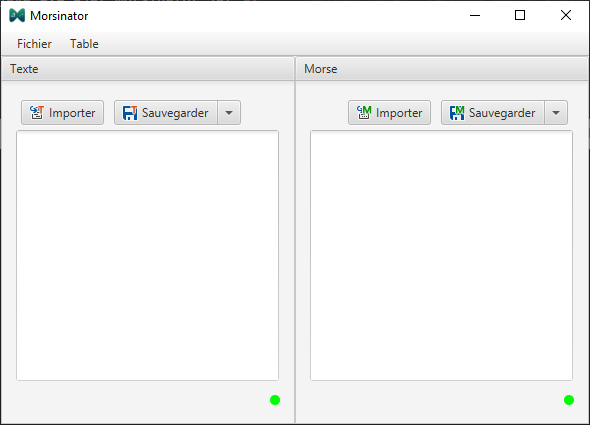 Morsinator
Fichier Table
Texte Morse
Importer Sauvegarder Importer Sauvegarder